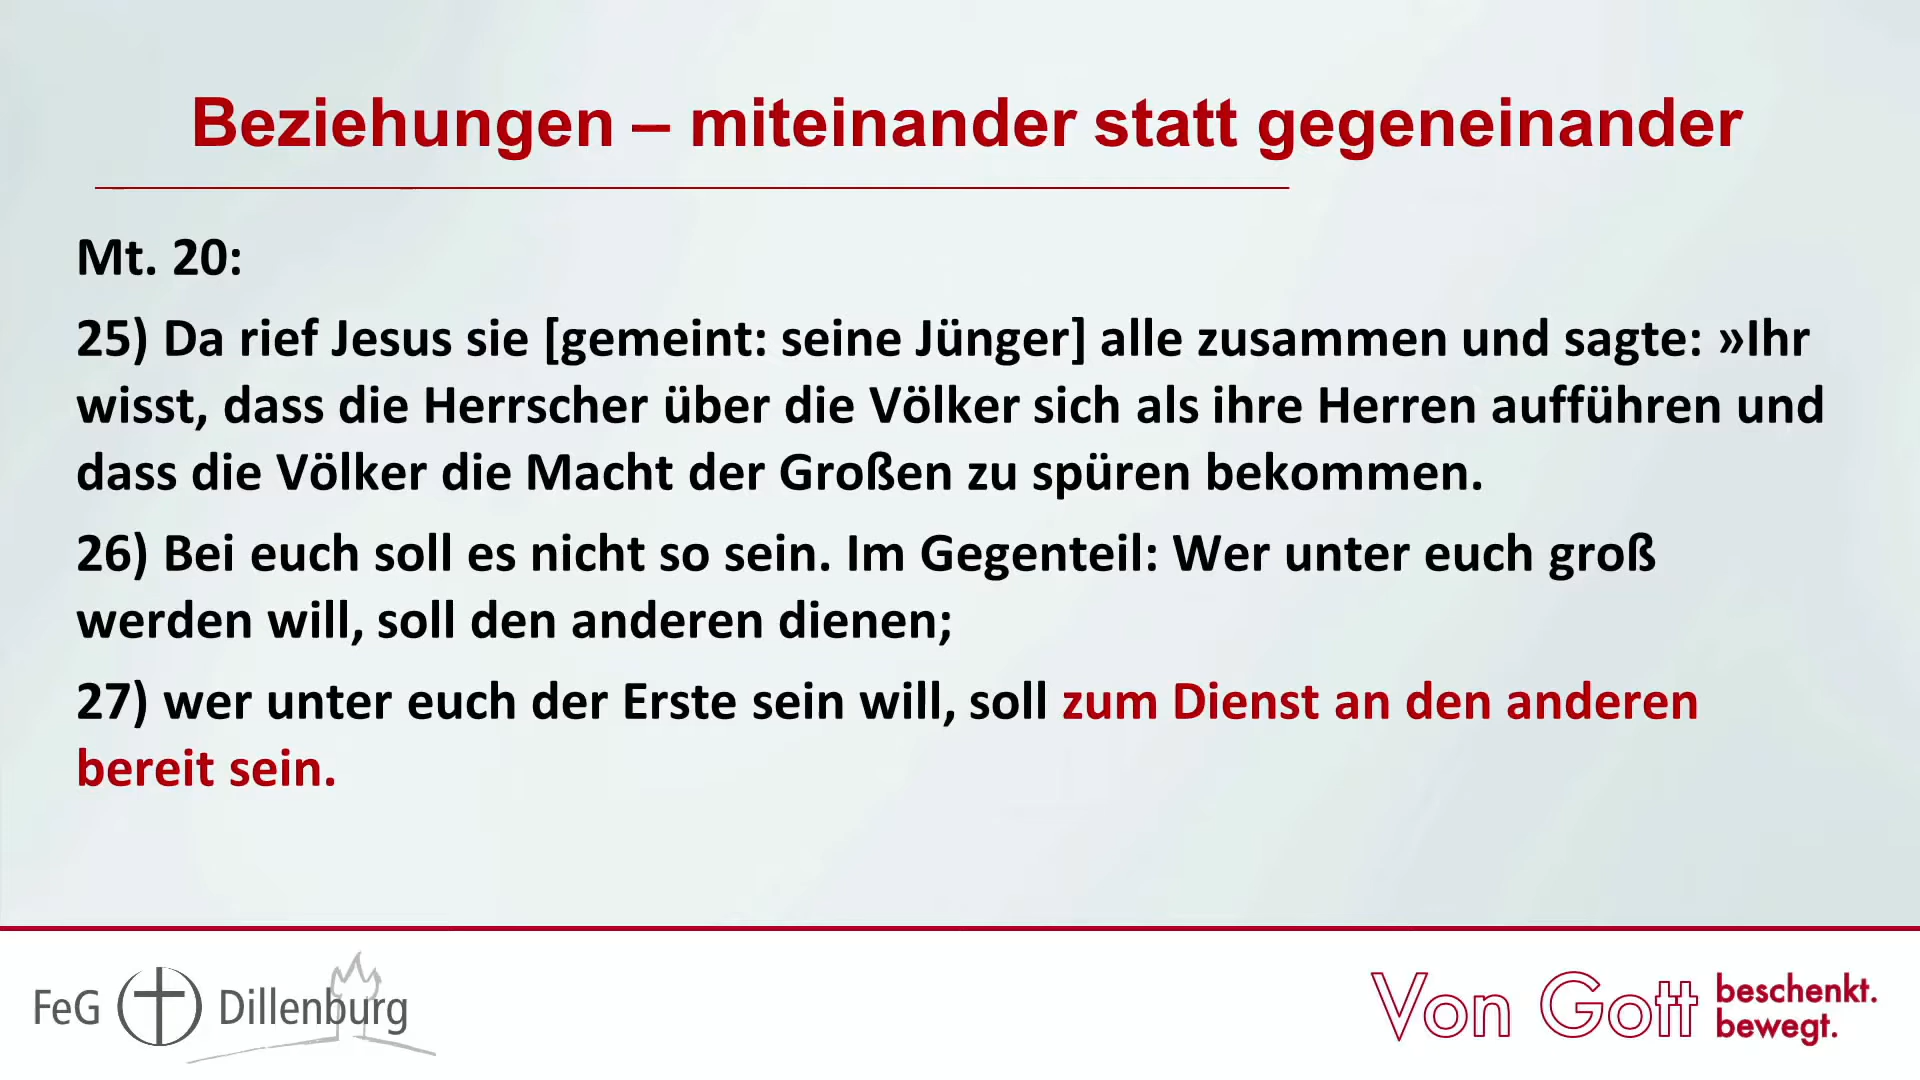 Beziehungen – miteinander statt gegeneinander
Mt. 20:
25) Da rief Jesus sie [gemeint: seine Jünger] alle zusammen und sagte: »Ihr
wisst, dass die Herrscher über die Völker sich als ihre Herren aufführen und
dass die Völker die Macht der Großen zu spüren bekommen.
26) Bei euch soll es nicht so sein. Im Gegenteil: Wer unter euch groß
werden will, soll den anderen dienen;
27) wer unter euch der Erste sein will, soll zum Dienst an den anderen
bereit sein.
FeG Dillenburg
Von Gott beschenkt.
bewegt.